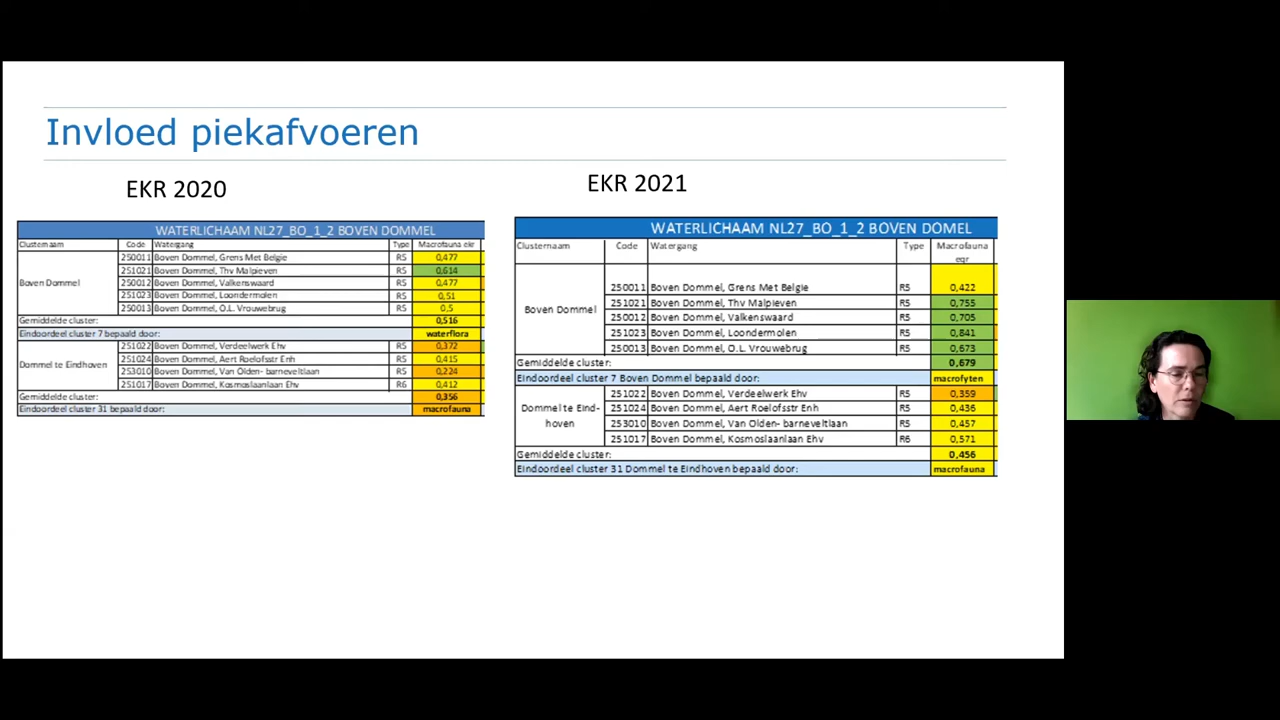 Invloed piekafvoeren
EKR 2020
WATERLICHAAM NL27_BO_1_2 BOVEN DOMMEL
Clusternaam Code Watergang Type Macrofauna ekr
Boven Dommel
250011 Boven Dommel, Grens Met Belgie R5 0,477
251021 Boven Dommel, Thv Malpieven R5 0,614
250012 Boven Dommel, Valkenswaard R5 0,477
251023 Boven Dommel, Loondermolen R5 0,51
250013 Boven Dommel, O.L. Vrouwebrug R5 0,5
Gemiddelde cluster: 0,516
Eindoordeel cluster 7 bepaald door: waterflora
Dommel te Eindhoven
251022 Boven Dommel, Verdeelwerk Ehv R5 0,372
251024 Boven Dommel, Aert Roelofsstr Enh R5 0,415
253010 Boven Dommel, Van Olden- barneveltlaan R5 0,224
251017 Boven Dommel, Kosmoslaanlaan Ehv R6 0,412
Gemiddelde cluster: 0,356
Eindoordeel cluster 31 bepaald door: macrofauna
EKR 2021
WATERLICHAAM NL27_BO_1_2 BOVEN DOMEL
Clusternaam Code Watergang Type Macrofauna
eqr
Boven Dommel
250011 Boven Dommel, Grens Met Belgie R5 0,422
251021 Boven Dommel, Thv Malpieven R5 0,755
250012 Boven Dommel, Valkenswaard R5 0,705
251023 Boven Dommel, Loondermolen R5 0,841
250013 Boven Dommel, O.L. Vrouwebrug R5 0,673
Gemiddelde cluster: 0,679
Eindoordeel cluster 7 Boven Dommel bepaald door: macrofyten
Dommel te Eind-
hoven
251022 Boven Dommel, Verdeelwerk Ehv R5 0,359
251024 Boven Dommel, Aert Roelofsstr Enh R5 0,436
253010 Boven Dommel, Van Olden- barneveltlaan R5 0,457
251017 Boven Dommel, Kosmoslaanlaan Ehv R6 0,571
Gemiddelde cluster: 0,456
Eindoordeel cluster 31 Dommel te Eindhoven bepaald door: macrofauna